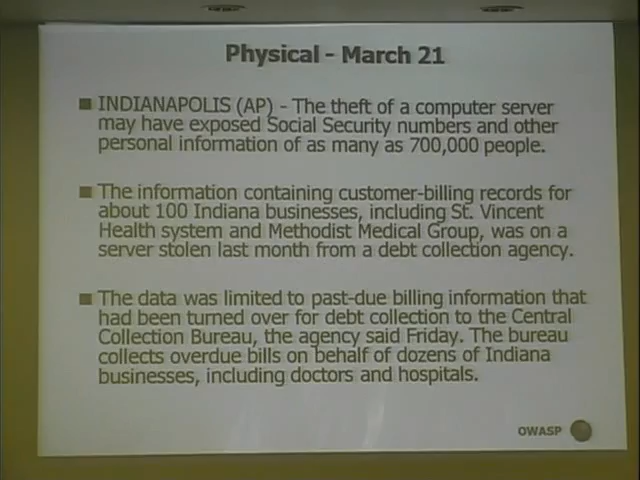 Physical - March 21
INDIANAPOLIS (AP) - The theft of a computer server
may have exposed Social Security numbers and other
personal information of as many as 700,000 people.
The information containing customer-billing records for
about 100 Indiana businesses, including St. Vincent
Health system and Methodist Medical Group, was on a
server stolen last month from a debt collection agency.
The data was limited to past-due billing information that
had been turned over for debt collection to the Central
Collection Bureau, the agency said Friday. The bureau
collects overdue bills on behalf of dozens of Indiana
businesses, including doctors and hospitals.
OWASP